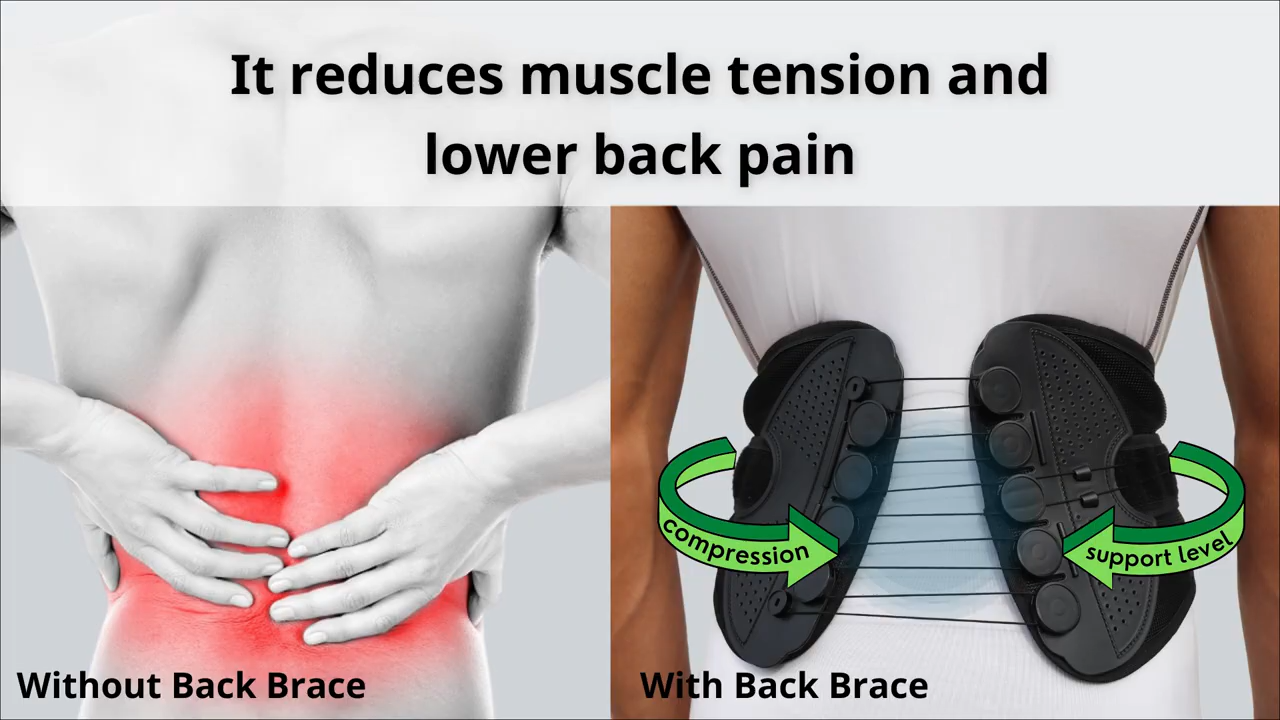 It reduces muscle tension and
lower back pain
compression
support level
Without Back Brace
With Back Brace